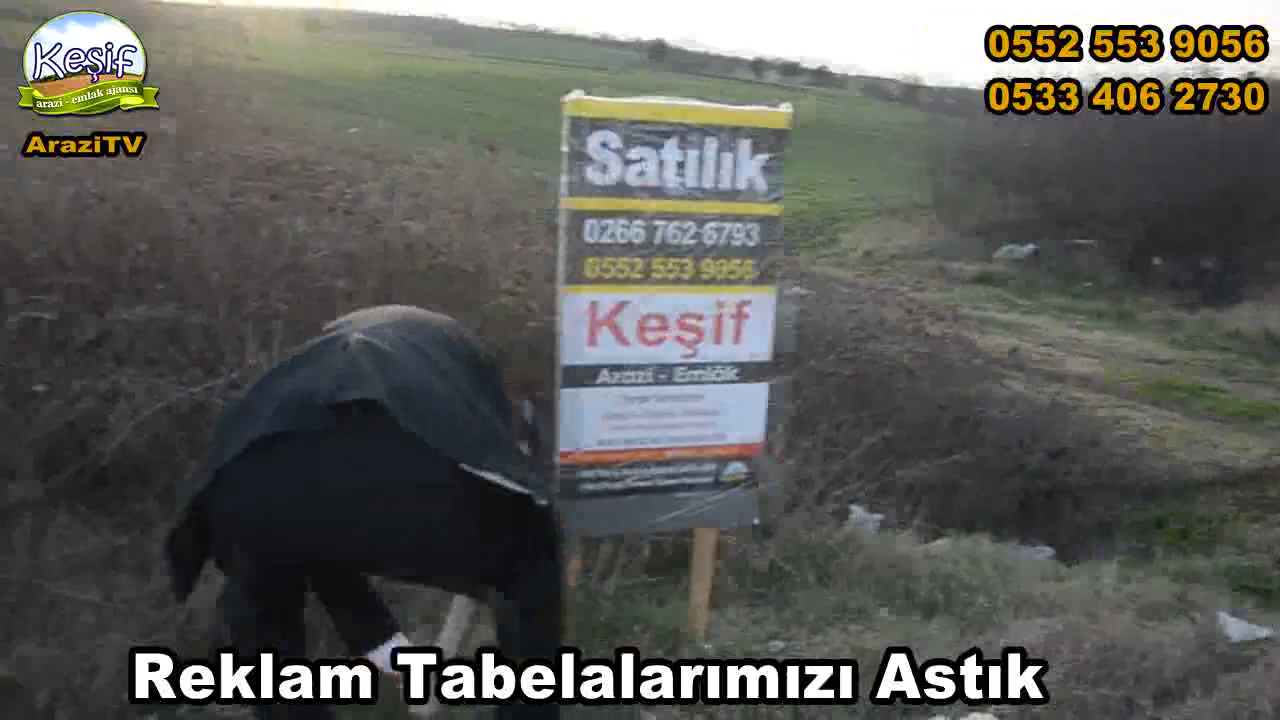 Keşif
arazi - emlak ajansı
AraziTV
0552 553 9056
0533 406 2730
Satılık
0266 762 6793
0552 553 9056
Keşif
Arazi - Emlak
Reklam Tabelalarımızı Astık